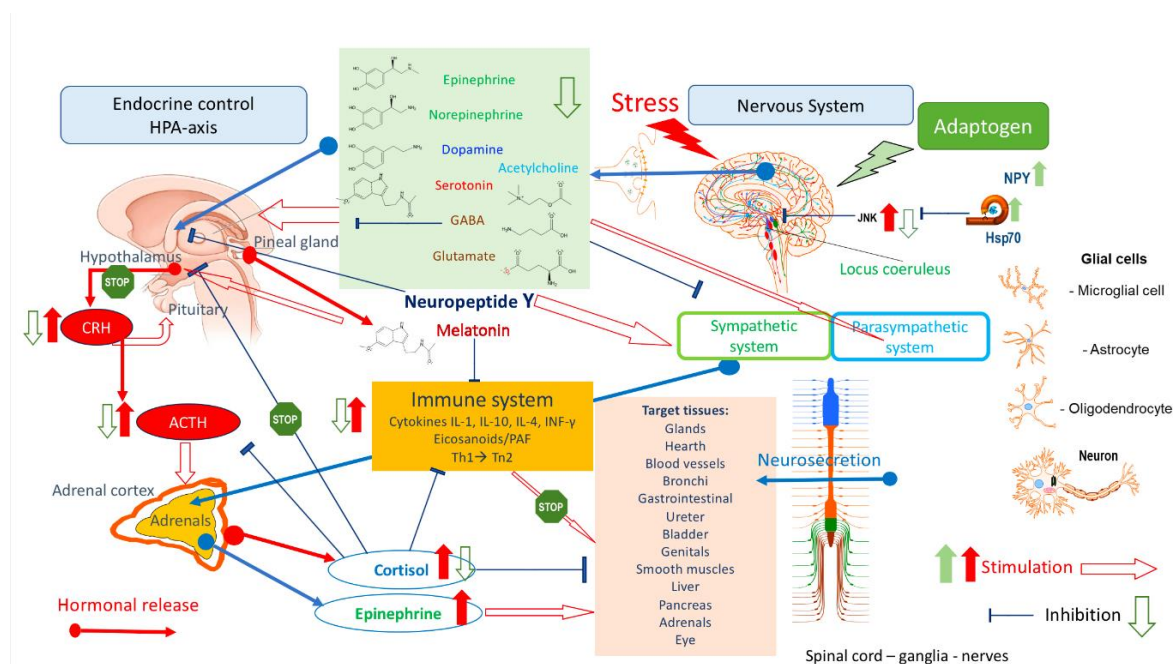 Endocrine control
HPA-axis
Epinephrine
Norepinephrine
Dopamine
Acetylcholine
Serotonin
GABA
Glutamate
Stress
Nervous System
Adaptogen
NPY
JNK
Hsp70
Locus coeruleus
Glial cells
- Microglial cell
- Astrocyte
- Oligodendrocyte
Neuron
Pineal gland
Hypothalamus
STOP
Pituitary
CRH
ACTH
Neuropeptide Y
Melatonin
Sympathetic
system
Parasympathetic
system
Immune system
Cytokines IL-1, IL-10, IL-4, INF-γ
Eicosanoids/PAF
Th1→ Tn2
STOP
STOP
Adrenal cortex
Adrenals
Cortisol
Epinephrine
Target tissues:
Glands
Hearth
Blood vessels
Bronchi
Gastrointestinal
Ureter
Bladder
Genitals
Smooth muscles
Liver
Pancreas
Adrenals
Eye
Neurosecretion
Hormonal release
Stimulation
Inhibition
Spinal cord – ganglia - nerves